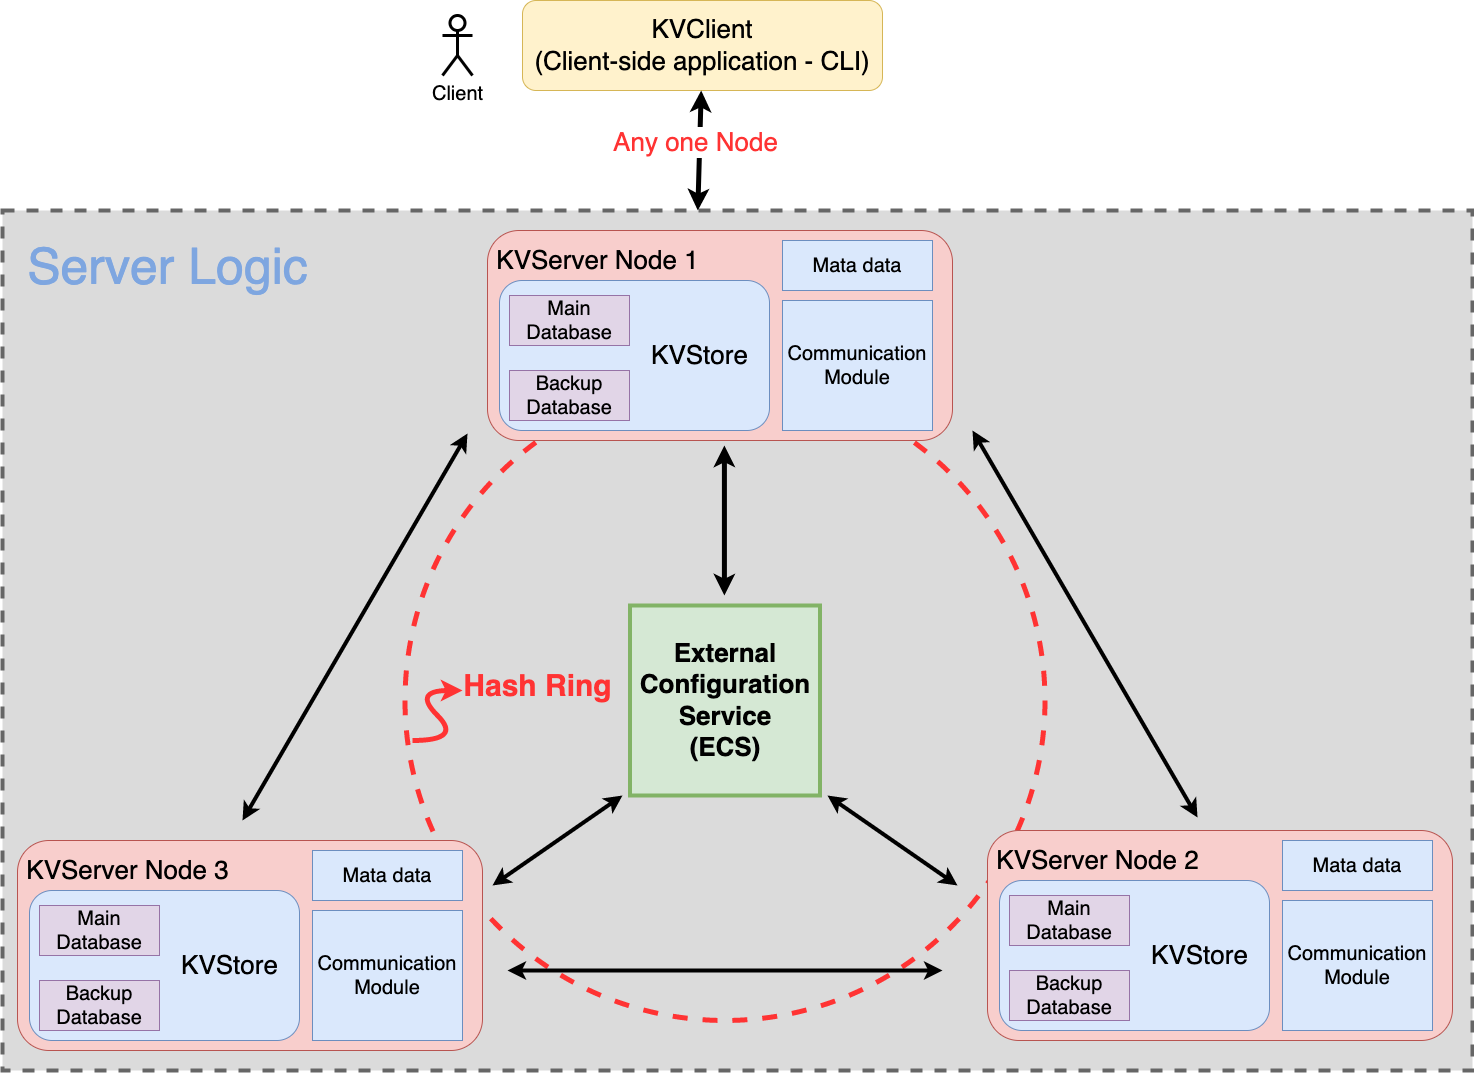 KVClient
(Client-side application - CLI)
Client
Any one Node
Server Logic
KVServer Node 1
Mata data
Main
Database
KVStore
Backup
Database
Communication
Module
Hash Ring
External
Configuration
Service
(ECS)
KVServer Node 3
Mata data
Main
Database
KVStore
Backup
Database
Communication
Module
KVServer Node 2
Mata data
Main
Database
KVStore
Backup
Database
Communication
Module